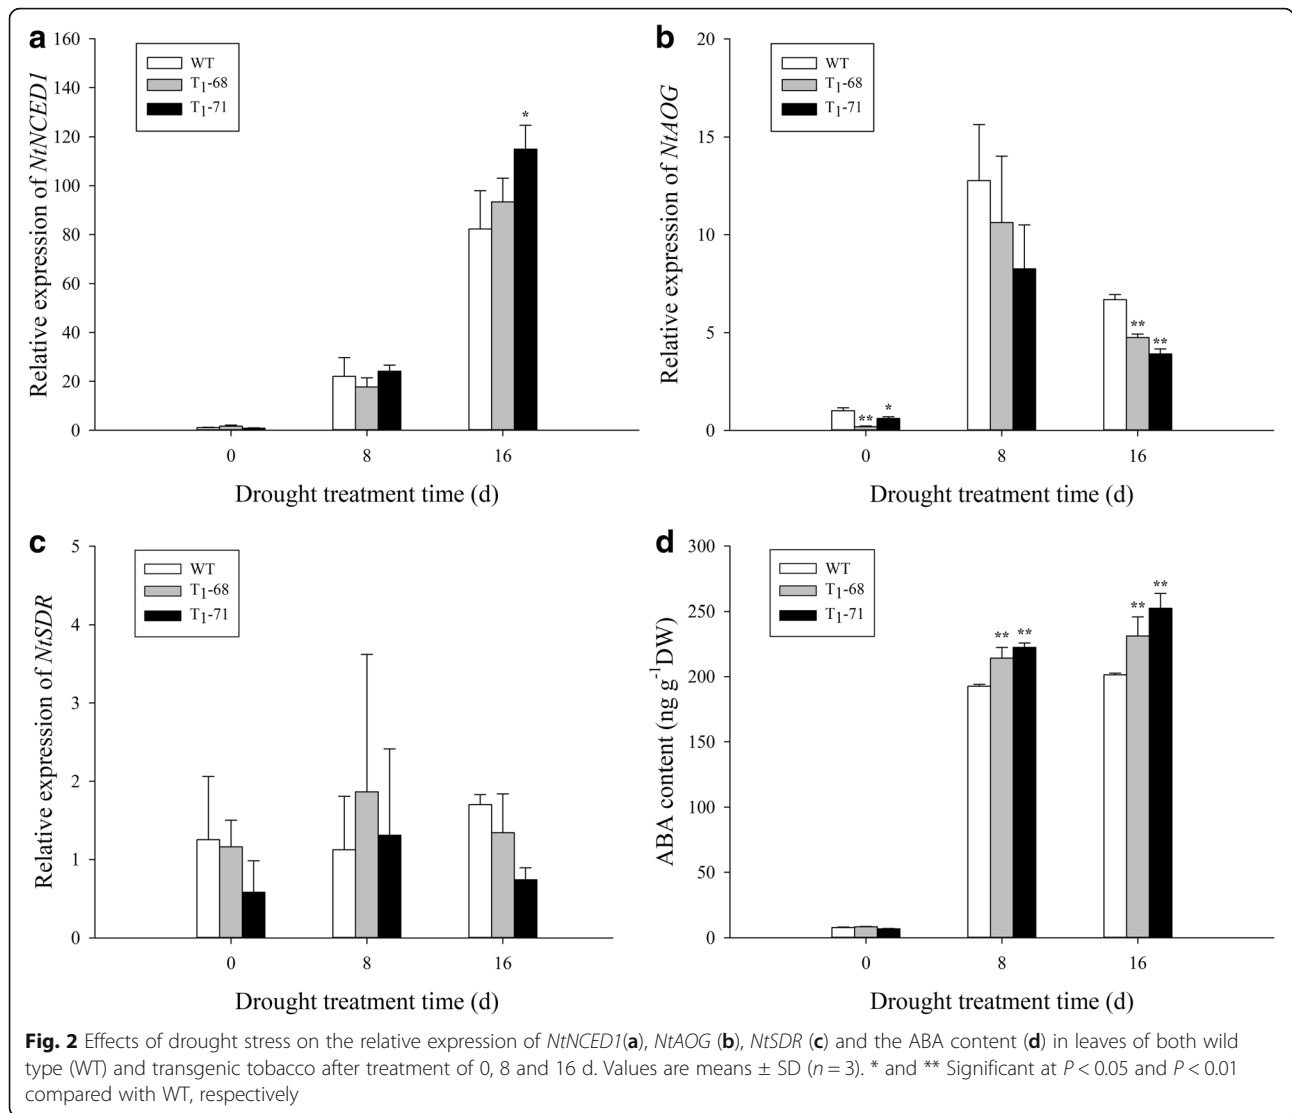 a
160
140
120
100
80
60
40
20
0
WT
T1-68
T1-71
*
0 8 16
Relative expression of NtNCED1
Drought treatment time (d)
b
20
15
10
5
0
WT
T1-68
T1-71
** *
** **
0 8 16
Relative expression of NtAOG
Drought treatment time (d)
c
5
4
3
2
1
0
WT
T1-68
T1-71
0 8 16
Relative expression of NtSDR
Drought treatment time (d)
d
300
250
200
150
100
50
0
WT
T1-68
T1-71
** **
** **
0 8 16
ABA content (ng g-1DW)
Drought treatment time (d)
Fig. 2 Effects of drought stress on the relative expression of NtNCED1(a), NtAOG (b), NtSDR (c) and the ABA content (d) in leaves of both wild
type (WT) and transgenic tobacco after treatment of 0, 8 and 16 d. Values are means ± SD (n = 3). * and ** Significant at P < 0.05 and P < 0.01
compared with WT, respectively